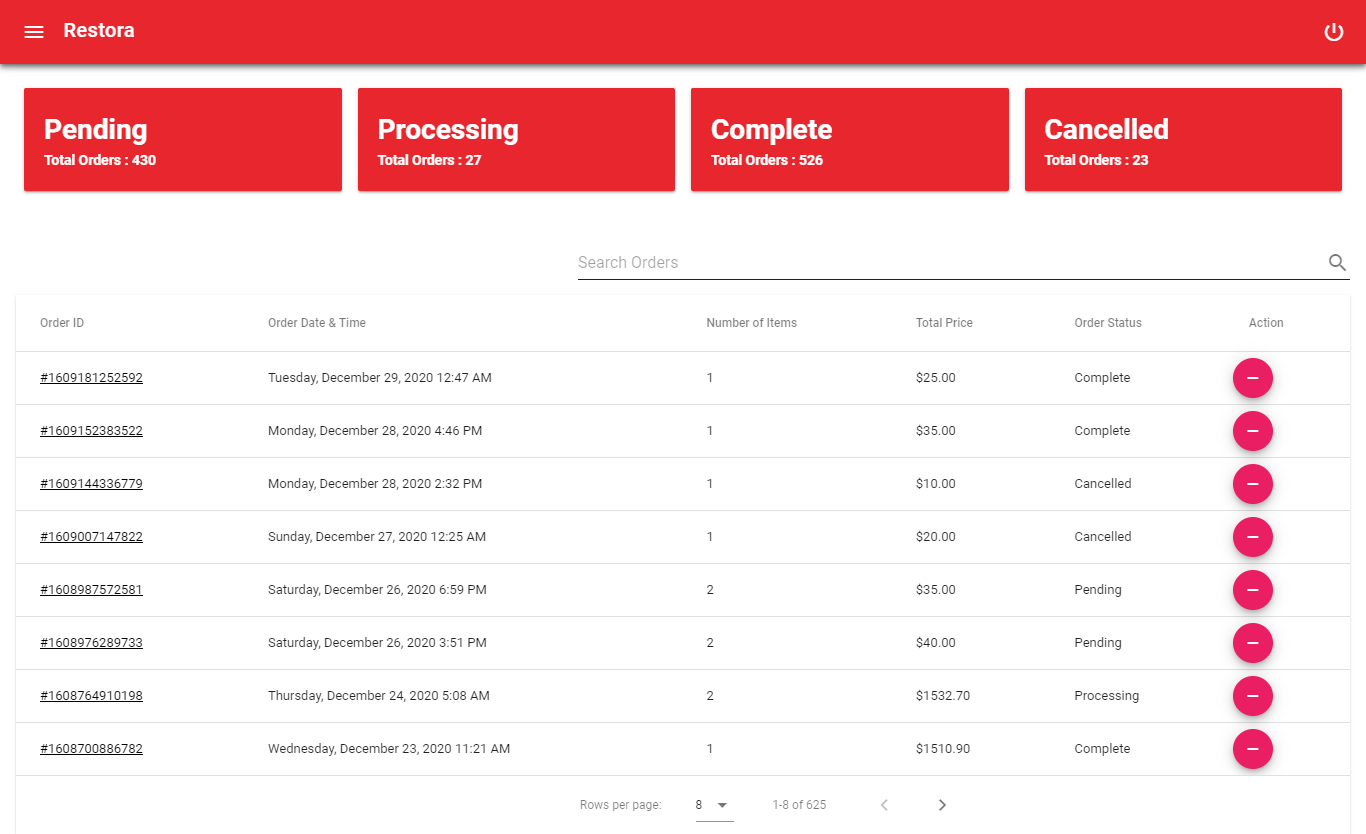 Restora
Pending
Total Orders : 430
Processing
Total Orders : 27
Complete
Total Orders : 526
Cancelled
Total Orders : 23
Search Orders
Order ID Order Date & Time Number of Items Total Price Order Status Action
#1609181252592 Tuesday, December 29, 2020 12:47 AM 1 $25.00 Complete
#1609152383522 Monday, December 28, 2020 4:46 PM 1 $35.00 Complete
#1609144336779 Monday, December 28, 2020 2:32 PM 1 $10.00 Cancelled
#1609007147822 Sunday, December 27, 2020 12:25 AM 1 $20.00 Cancelled
#1608987572581 Saturday, December 26, 2020 6:59 PM 2 $35.00 Pending
#1608976289733 Saturday, December 26, 2020 3:51 PM 2 $40.00 Pending
#1608764910198 Thursday, December 24, 2020 5:08 AM 2 $1532.70 Processing
#1608700886782 Wednesday, December 23, 2020 11:21 AM 1 $1510.90 Complete
Rows per page: 8 1-8 of 625